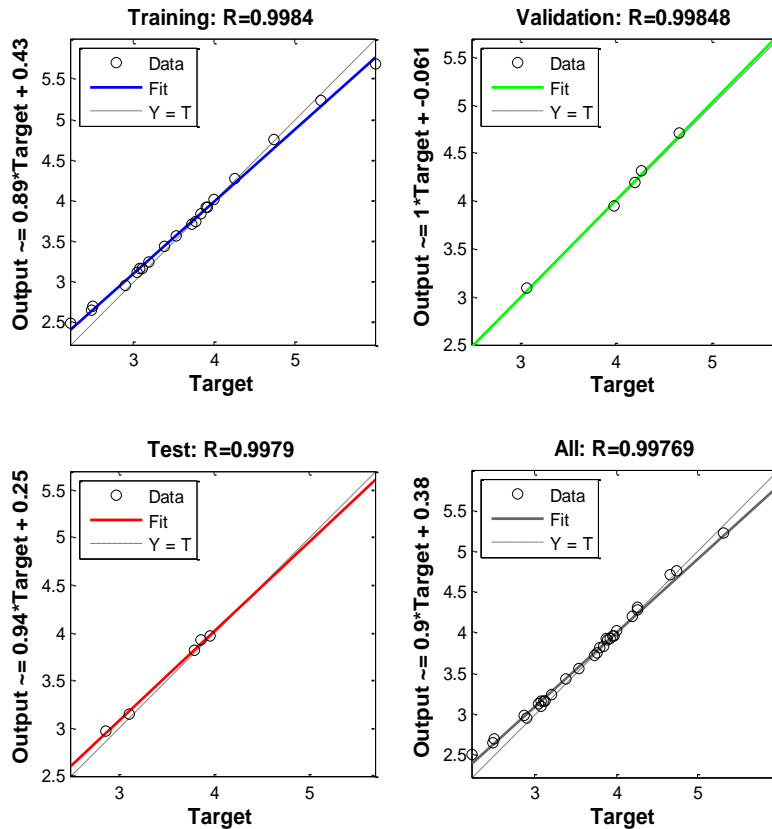 Training: R=0.9984
Output ~= 0.89*Target + 0.43
5.5
5
4.5
4
3.5
3
2.5
Data
Fit
Y = T
3
4
5
Target
Validation: R=0.99848
Output ~= 1*Target + -0.061
5.5
5
4.5
4
3.5
3
2.5
Data
Fit
Y = T
3
4
5
Target
Test: R=0.9979
Output ~= 0.94*Target + 0.25
5.5
5
4.5
4
3.5
3
2.5
Data
Fit
Y = T
3
4
5
Target
All: R=0.99769
Output ~= 0.9*Target + 0.38
5.5
5
4.5
4
3.5
3
2.5
Data
Fit
Y = T
3
4
5
Target